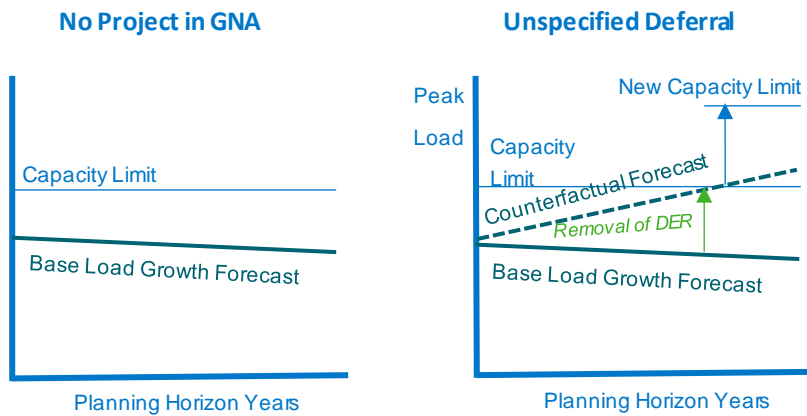 No Project in GNA
Capacity Limit
Base Load Growth Forecast
Planning Horizon Years
Unspecified Deferral
Peak
Load
New Capacity Limit
Capacity
Limit
Counterfactual Forecast
Removal of DER
Base Load Growth Forecast
Planning Horizon Years